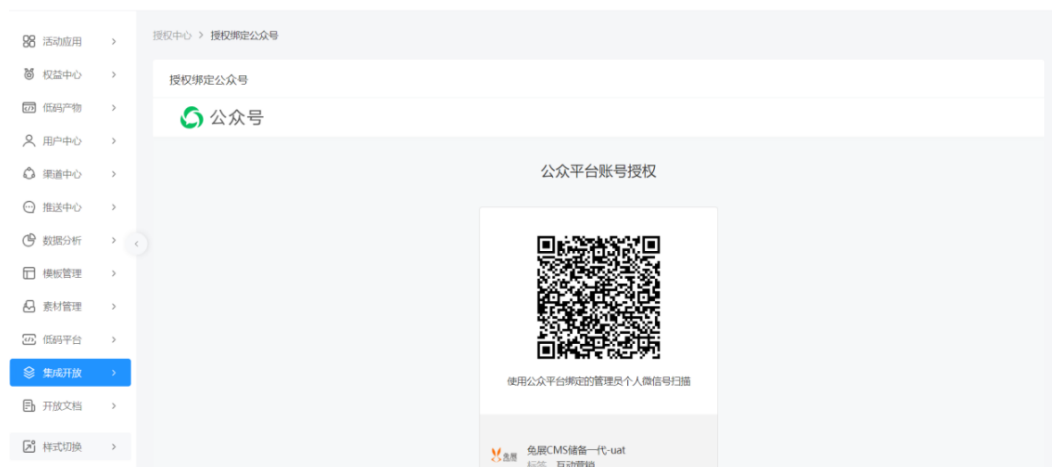 活动应用
权益中心
低码产物
用户中心
渠道中心
推送中心
数据分析
模板管理
素材管理
低码平台
集成开放
开放文档
样式切换
授权中心 > 授权绑定公众号
授权绑定公众号
公众号
公众平台账号授权
使用公众平台绑定的管理员个人微信号扫描
兔展
兔展CMS储备一代-uat
标签 互动营销